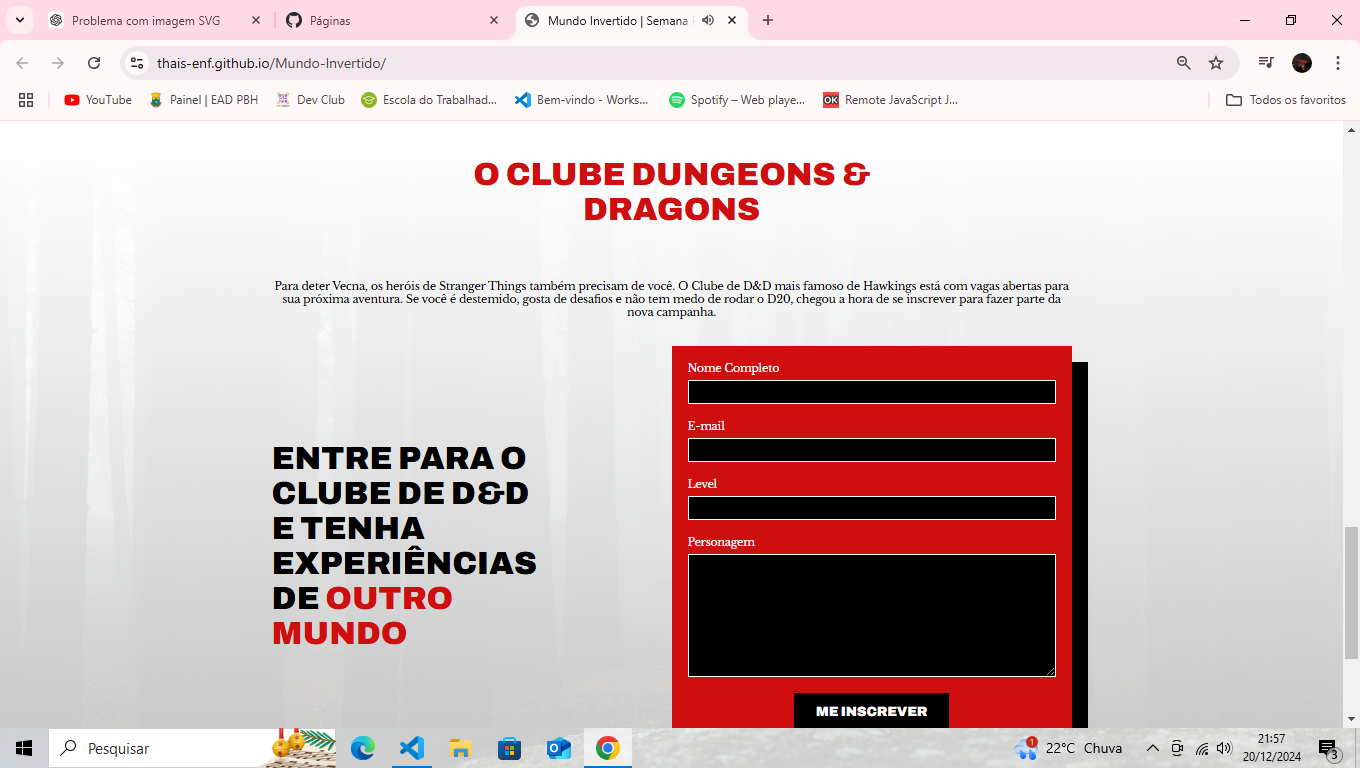 Problema com imagem SVG
Páginas
Mundo Invertido | Semana
thais-enf.github.io/Mundo-Invertido/
YouTube
Painel | EAD PBH
Dev Club
Escola do Trabalhad...
Bem-vindo - Works...
Spotify – Web playe...
OK
Remote JavaScript J...
Todos os favoritos
O CLUBE DUNGEONS &
DRAGONS
Para deter Vecna, os heróis de Stranger Things também precisam de você. O Clube de D&D mais famoso de Hawkings está com vagas abertas para
sua próxima aventura. Se você é destemido, gosta de desafios e não tem medo de rodar o D20, chegou a hora de se inscrever para fazer parte da
nova campanha.
ENTRE PARA O
CLUBE DE D&D
E TENHA
EXPERIÊNCIAS
DE OUTRO
MUNDO
Nome Completo
E-mail
Level
Personagem
ME INSCREVER
Pesquisar
1
22°C Chuva
21:57
20/12/2024
3